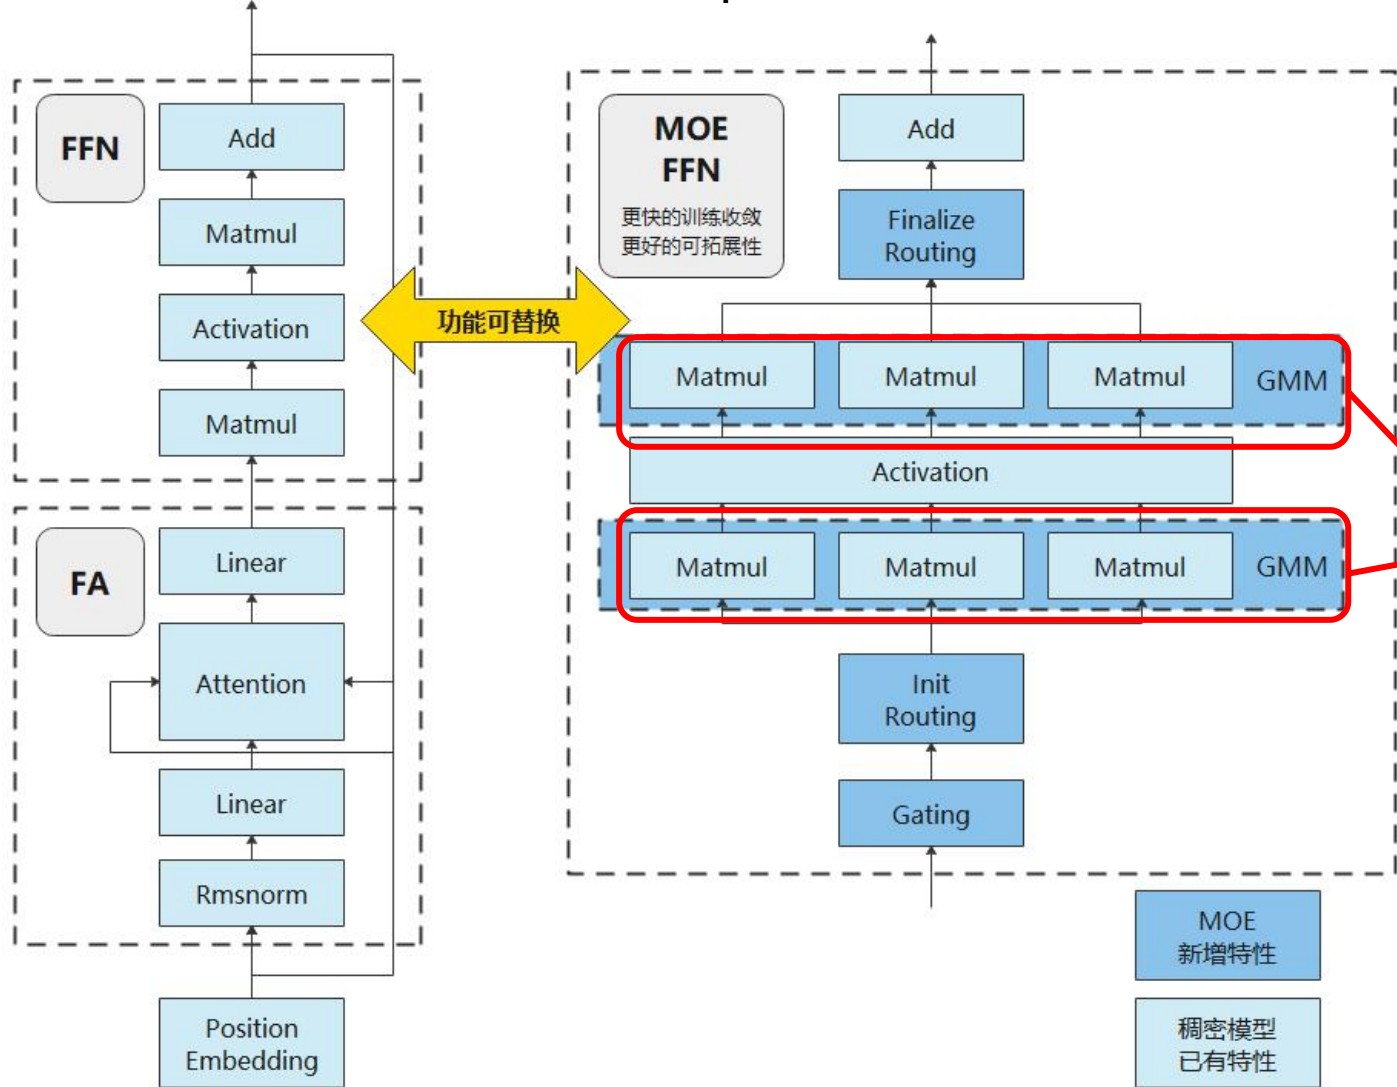 FFN
Add
Matmul
Activation
Matmul
FA
Linear
Attention
Linear
Rmsnorm
Position
Embedding
功能可替换
MOE
FFN
更快的训练收敛
更好的可拓展性
Add
Finalize
Routing
Matmul
Matmul
Matmul
GMM
Activation
Matmul
Matmul
Matmul
GMM
Init
Routing
Gating
MOE
新增特性
稠密模型
已有特性